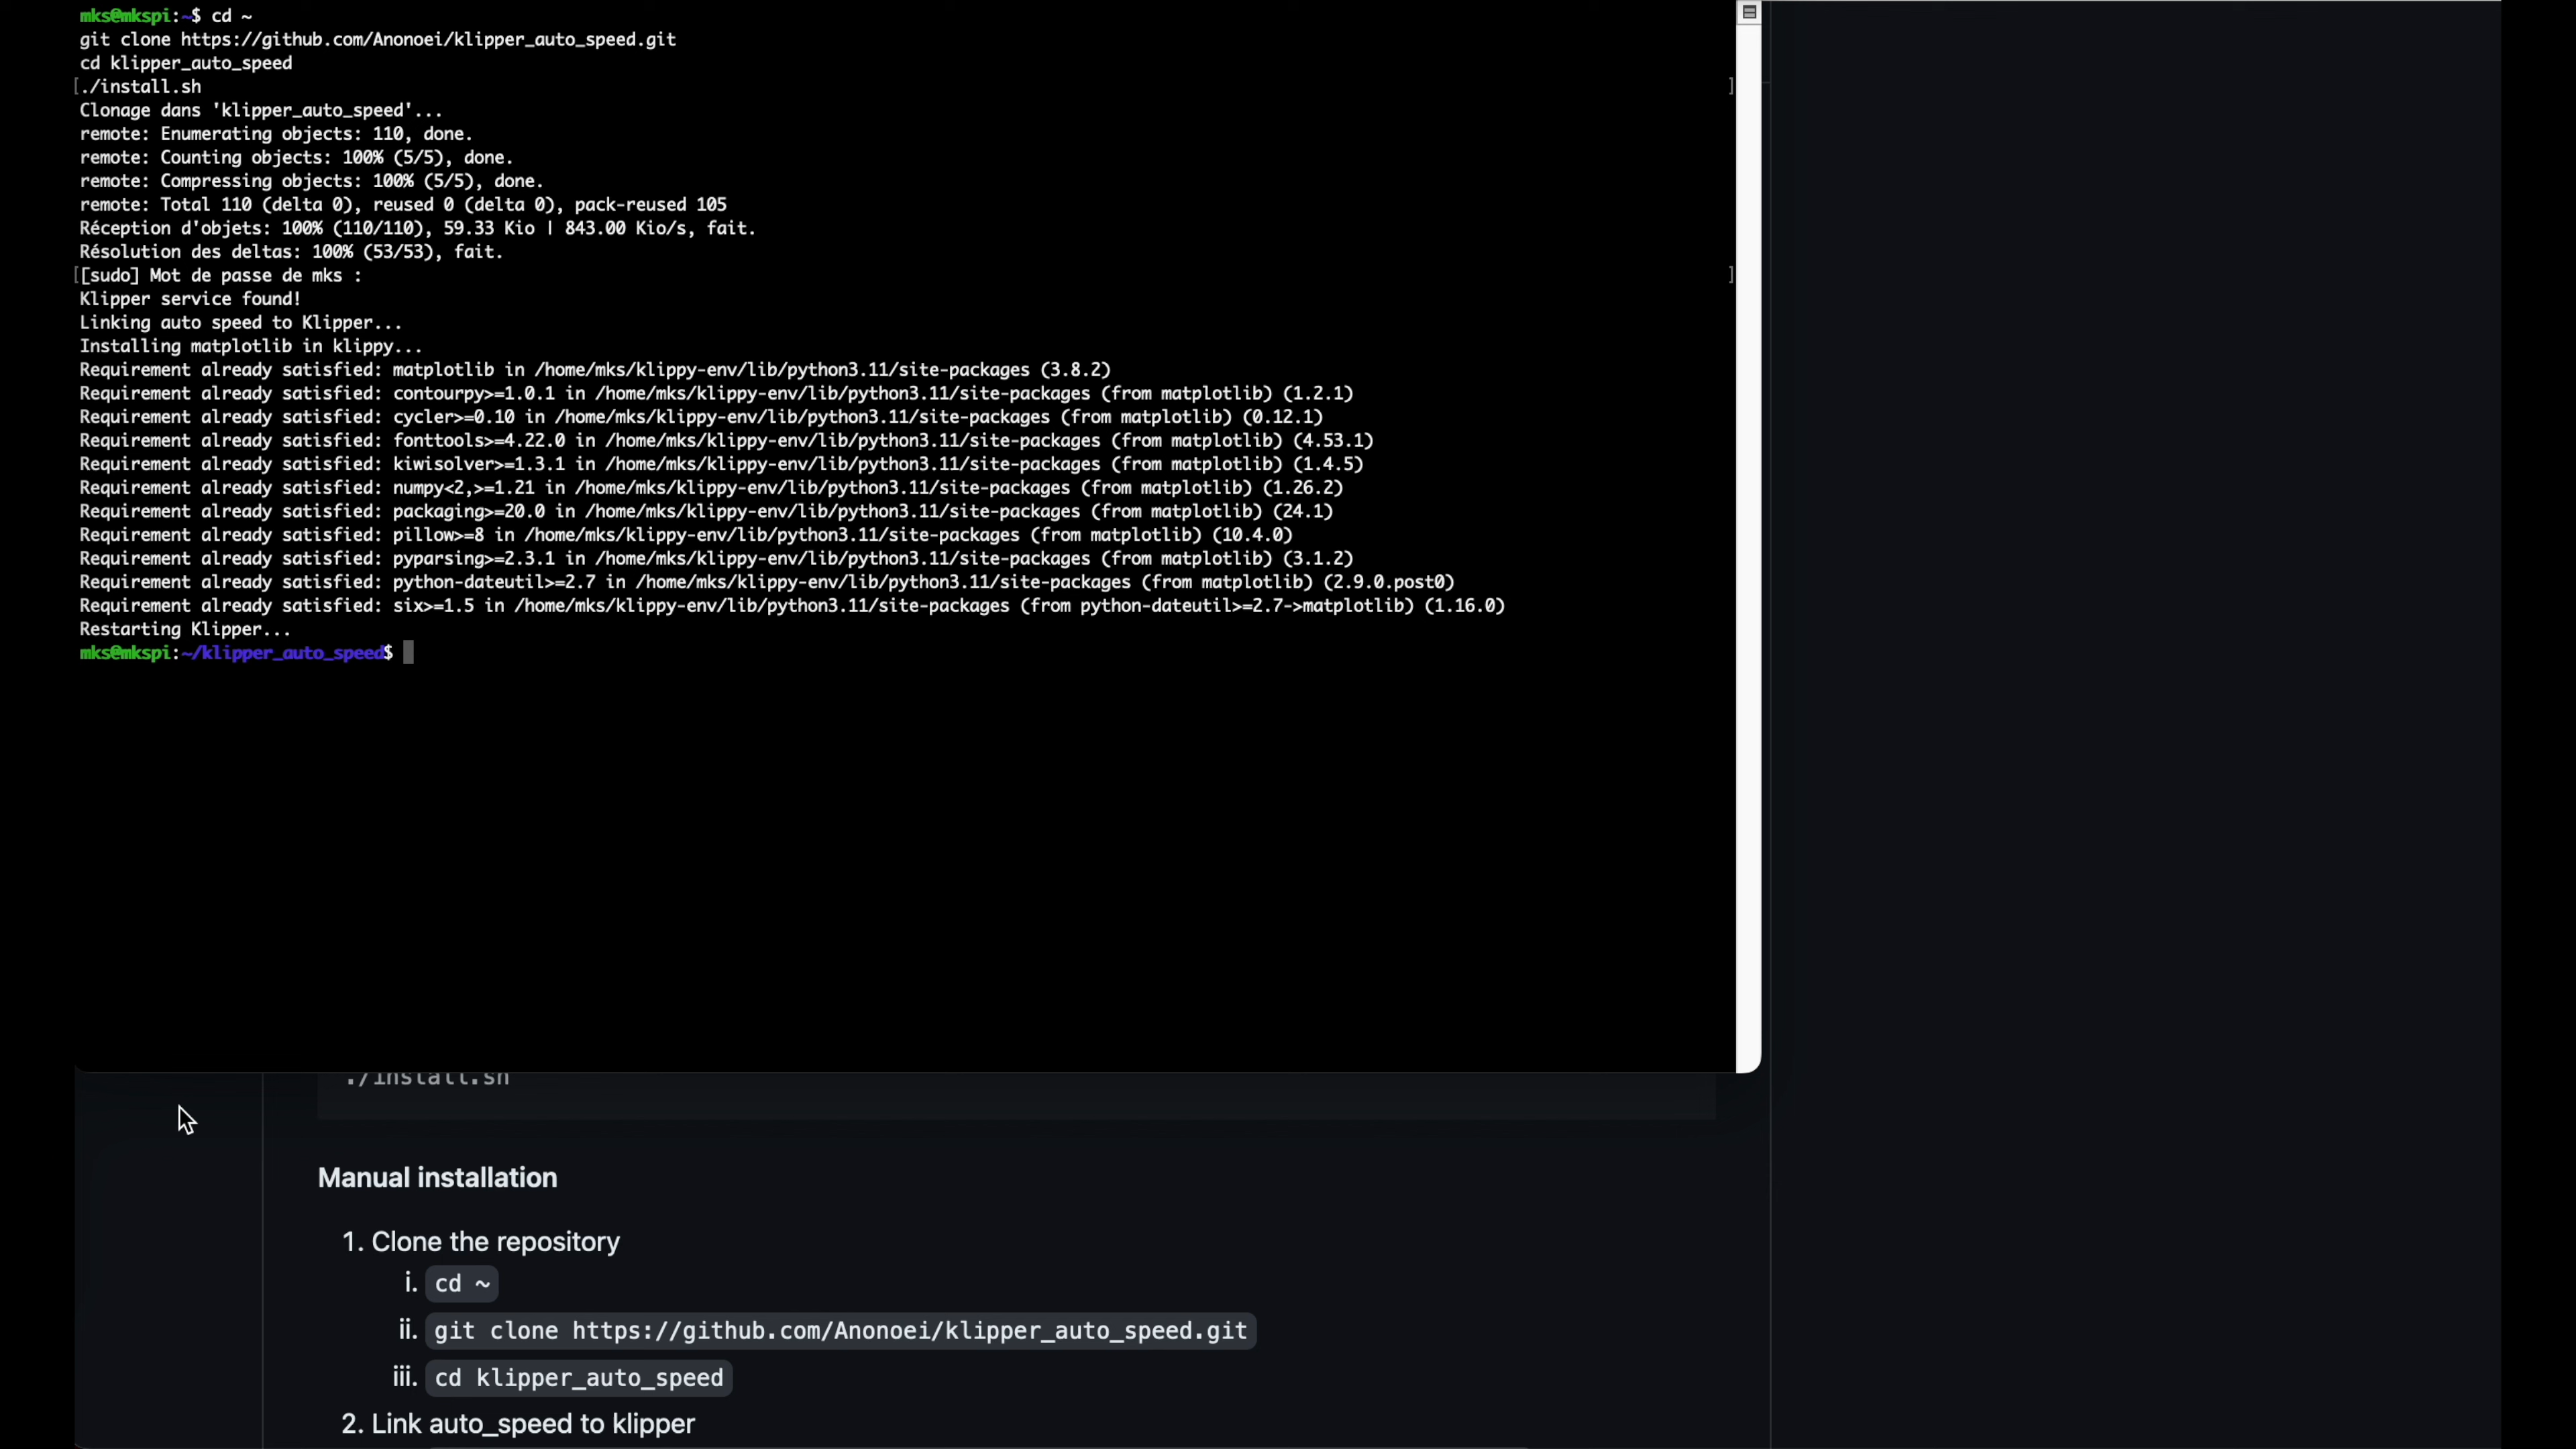 mks@mkspi:~$ cd ~
git clone https://github.com/Anonoei/klipper_auto_speed.git
cd klipper_auto_speed
[./install.sh ]
Clonage dans 'klipper_auto_speed'...
remote: Enumerating objects: 110, done.
remote: Counting objects: 100% (5/5), done.
remote: Compressing objects: 100% (5/5), done.
remote: Total 110 (delta 0), reused 0 (delta 0), pack-reused 105
Réception d'objets: 100% (110/110), 59.33 Kio | 843.00 Kio/s, fait.
Résolution des deltas: 100% (53/53), fait.
[[sudo] Mot de passe de mks : ]
Klipper service found!
Linking auto speed to Klipper...
Installing matplotlib in klippy...
Requirement already satisfied: matplotlib in /home/mks/klippy-env/lib/python3.11/site-packages (3.8.2)
Requirement already satisfied: contourpy>=1.0.1 in /home/mks/klippy-env/lib/python3.11/site-packages (from matplotlib) (1.2.1)
Requirement already satisfied: cycler>=0.10 in /home/mks/klippy-env/lib/python3.11/site-packages (from matplotlib) (0.12.1)
Requirement already satisfied: fonttools>=4.22.0 in /home/mks/klippy-env/lib/python3.11/site-packages (from matplotlib) (4.53.1)
Requirement already satisfied: kiwisolver>=1.3.1 in /home/mks/klippy-env/lib/python3.11/site-packages (from matplotlib) (1.4.5)
Requirement already satisfied: numpy<2,>=1.21 in /home/mks/klippy-env/lib/python3.11/site-packages (from matplotlib) (1.26.2)
Requirement already satisfied: packaging>=20.0 in /home/mks/klippy-env/lib/python3.11/site-packages (from matplotlib) (24.1)
Requirement already satisfied: pillow>=8 in /home/mks/klippy-env/lib/python3.11/site-packages (from matplotlib) (10.4.0)
Requirement already satisfied: pyparsing>=2.3.1 in /home/mks/klippy-env/lib/python3.11/site-packages (from matplotlib) (3.1.2)
Requirement already satisfied: python-dateutil>=2.7 in /home/mks/klippy-env/lib/python3.11/site-packages (from matplotlib) (2.9.0.post0)
Requirement already satisfied: six>=1.5 in /home/mks/klippy-env/lib/python3.11/site-packages (from python-dateutil>=2.7->matplotlib) (1.16.0)
Restarting Klipper...
mks@mkspi:~/klipper_auto_speed$
./install.sh
Manual installation
1. Clone the repository
i. cd ~
ii. git clone https://github.com/Anonoei/klipper_auto_speed.git
iii. cd klipper_auto_speed
2. Link auto_speed to klipper